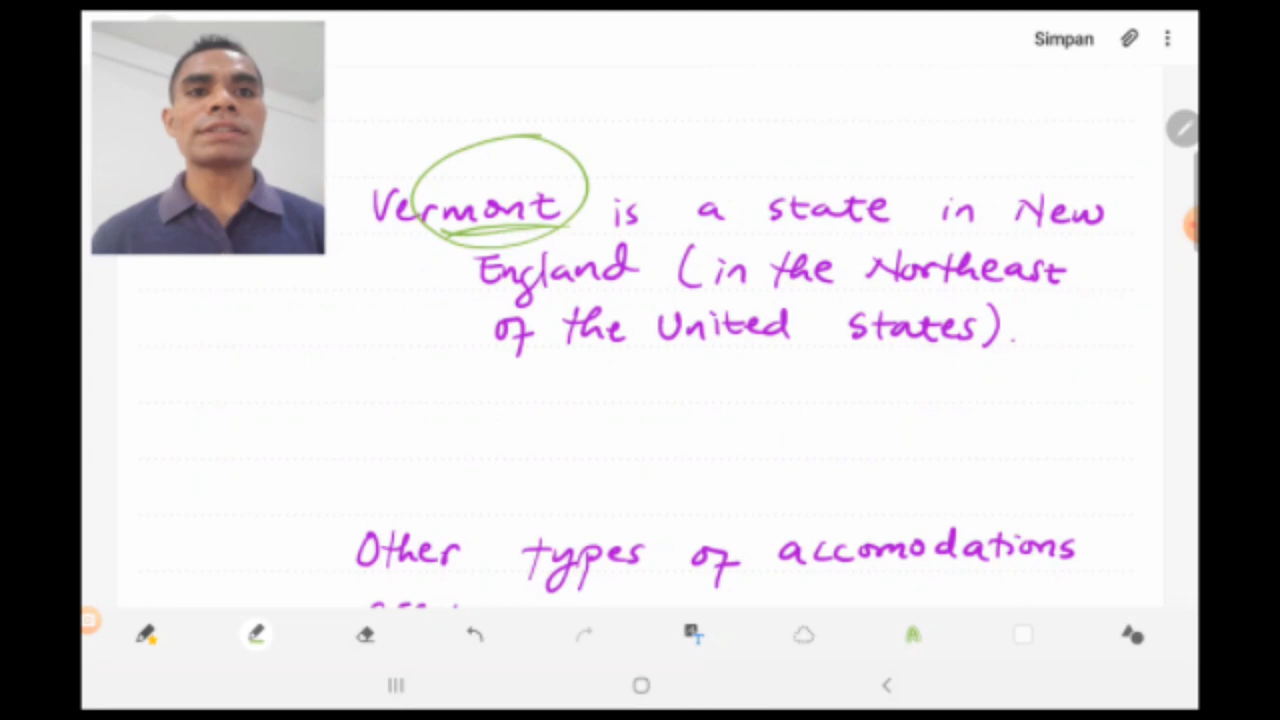 Simpan
Vermont is a state in New
England (in the Northeast
of the United States).
Other types of accomodations